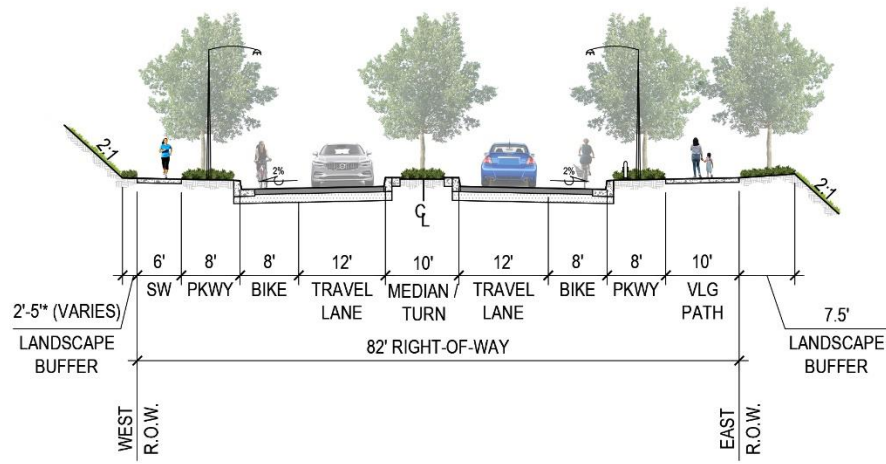 2:1
2%
2%
2:1
C
L
6'
8'
8'
12'
10'
12'
8'
8'
10'
SW
PKWY
BIKE
TRAVEL
LANE
MEDIAN /
TURN
TRAVEL
LANE
BIKE
PKWY
VLG
PATH
2'-5'* (VARIES)
LANDSCAPE
BUFFER
7.5'
LANDSCAPE
BUFFER
82' RIGHT-OF-WAY
WEST
R.O.W.
EAST
R.O.W.